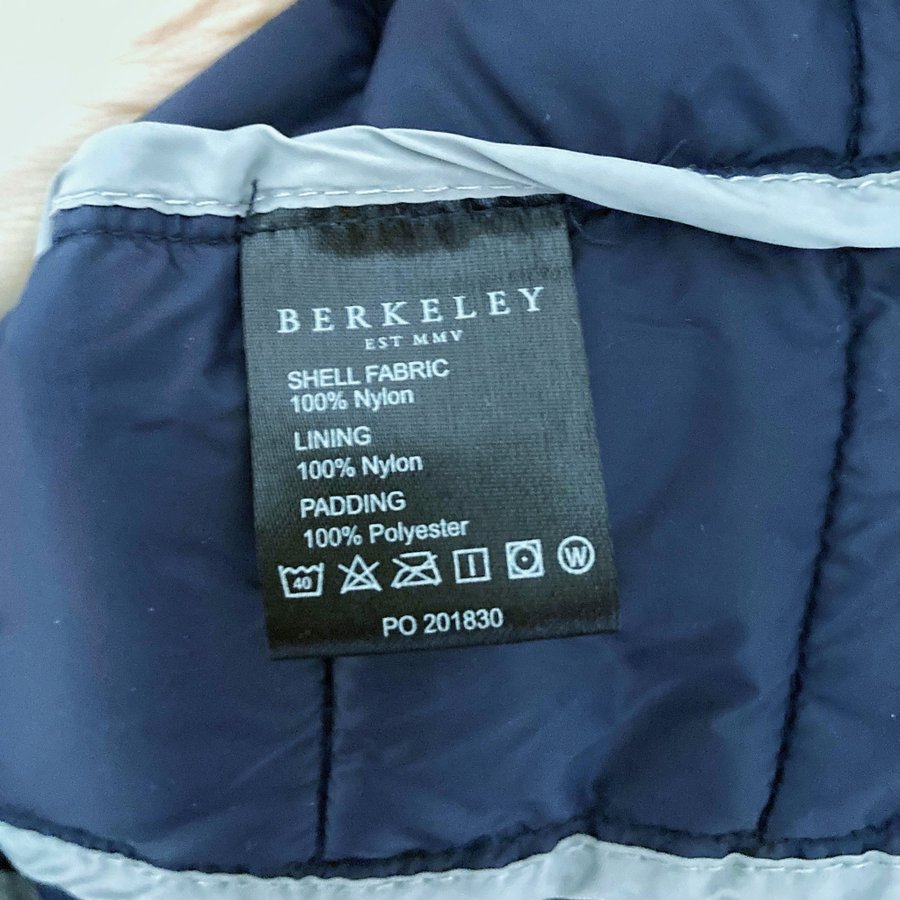 BERKELEY
EST MMV
SHELL FABRIC
100% Nylon
LINING
100% Nylon
PADDING
100% Polyester
40 W
PO 201830